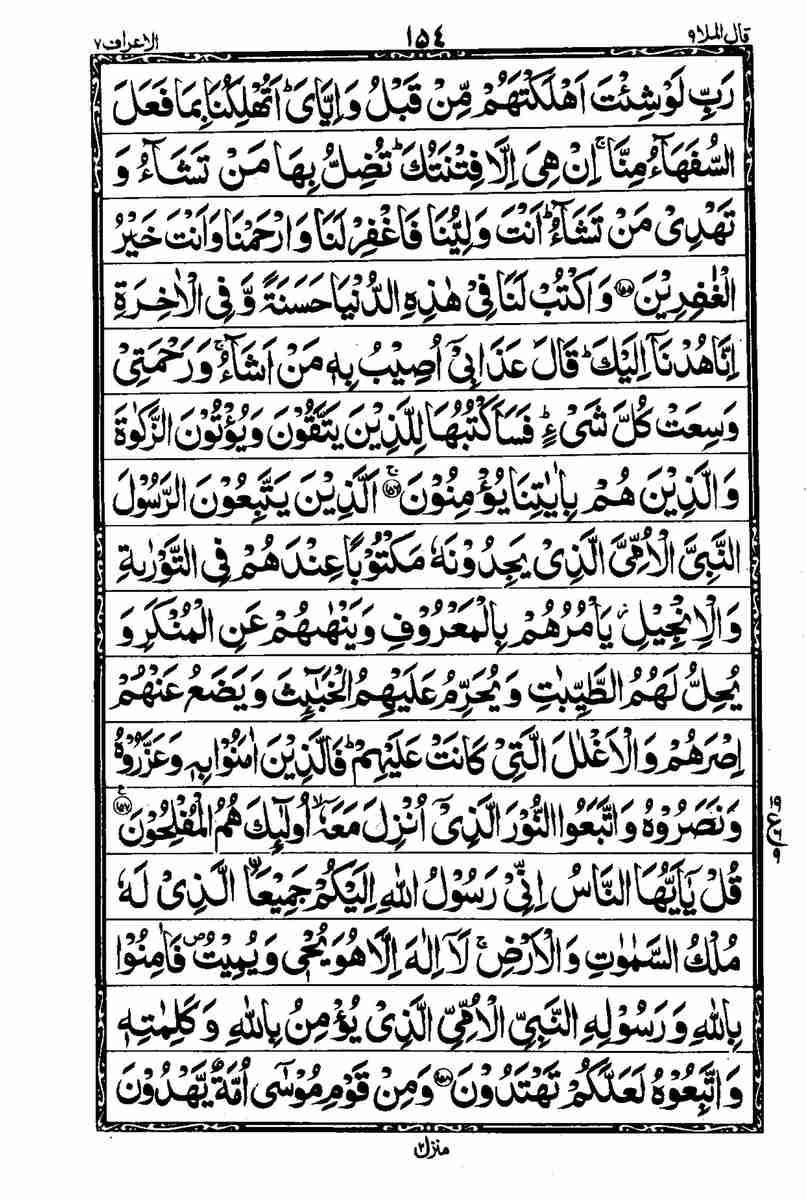 قال الملا ٩ ١٥٤ الاعراف ٧
رَبِّ لَوْ شِئْتَ اَهْلَكْتَهُمْ مِّنْ قَبْلُ وَ اِیَّایَ ؕ اَتُهْلِكُنَا بِمَا فَعَلَ
السُّفَهَآءُ مِنَّا ۚ اِنْ هِیَ اِلَّا فِتْنَتُكَ ؕ تُضِلُّ بِهَا مَنْ تَشَآءُ وَ
تَهْدِیْ مَنْ تَشَآءُ ؕ اَنْتَ وَلِیُّنَا فَاغْفِرْ لَنَا وَ ارْحَمْنَا وَ اَنْتَ خَیْرُ
الْغٰفِرِیْنَ ﴿۱۵۵﴾ وَ اكْتُبْ لَنَا فِیْ هٰذِهِ الدُّنْیَا حَسَنَةً وَّ فِی الْاٰخِرَةِ
اِنَّا هُدْنَاۤ اِلَیْكَ ؕ قَالَ عَذَابِیْۤ اُصِیْبُ بِهٖ مَنْ اَشَآءُ ۚ وَ رَحْمَتِیْ
وَسِعَتْ كُلَّ شَیْءٍ ؕ فَسَاَكْتُبُهَا لِلَّذِیْنَ یَتَّقُوْنَ وَ یُؤْتُوْنَ الزَّكٰوةَ
وَ الَّذِیْنَ هُمْ بِاٰیٰتِنَا یُؤْمِنُوْنَ ﴿۱۵۶﴾ۚ اَلَّذِیْنَ یَتَّبِعُوْنَ الرَّسُوْلَ
النَّبِیَّ الْاُمِّیَّ الَّذِیْ یَجِدُوْنَهٗ مَكْتُوْبًا عِنْدَهُمْ فِی التَّوْرٰىةِ
وَ الْاِنْجِیْلِ ؗ یَاْمُرُهُمْ بِالْمَعْرُوْفِ وَ یَنْهٰىهُمْ عَنِ الْمُنْكَرِ وَ
یُحِلُّ لَهُمُ الطَّیِّبٰتِ وَ یُحَرِّمُ عَلَیْهِمُ الْخَبٰٓىِٕثَ وَ یَضَعُ عَنْهُمْ
اِصْرَهُمْ وَ الْاَغْلٰلَ الَّتِیْ كَانَتْ عَلَیْهِمْ ؕ فَالَّذِیْنَ اٰمَنُوْا بِهٖ وَ عَزَّرُوْهُ
وَ نَصَرُوْهُ وَ اتَّبَعُوا النُّوْرَ الَّذِیْۤ اُنْزِلَ مَعَهٗۤ ۙ اُولٰٓىِٕكَ هُمُ الْمُفْلِحُوْنَ ﴿۱۵۷﴾
قُلْ یٰۤاَیُّهَا النَّاسُ اِنِّیْ رَسُوْلُ اللّٰهِ اِلَیْكُمْ جَمِیْعَا ۨ الَّذِیْ لَهٗ
مُلْكُ السَّمٰوٰتِ وَ الْاَرْضِ ۚ لَاۤ اِلٰهَ اِلَّا هُوَ یُحْیٖ وَ یُمِیْتُ ۪ فَاٰمِنُوْا
بِاللّٰهِ وَ رَسُوْلِهِ النَّبِیِّ الْاُمِّیِّ الَّذِیْ یُؤْمِنُ بِاللّٰهِ وَ كَلِمٰتِهٖ
وَ اتَّبِعُوْهُ لَعَلَّكُمْ تَهْتَدُوْنَ ﴿۱۵۸﴾ وَ مِنْ قَوْمِ مُوْسٰۤی اُمَّةٌ یَّهْدُوْنَ
منزل ٢